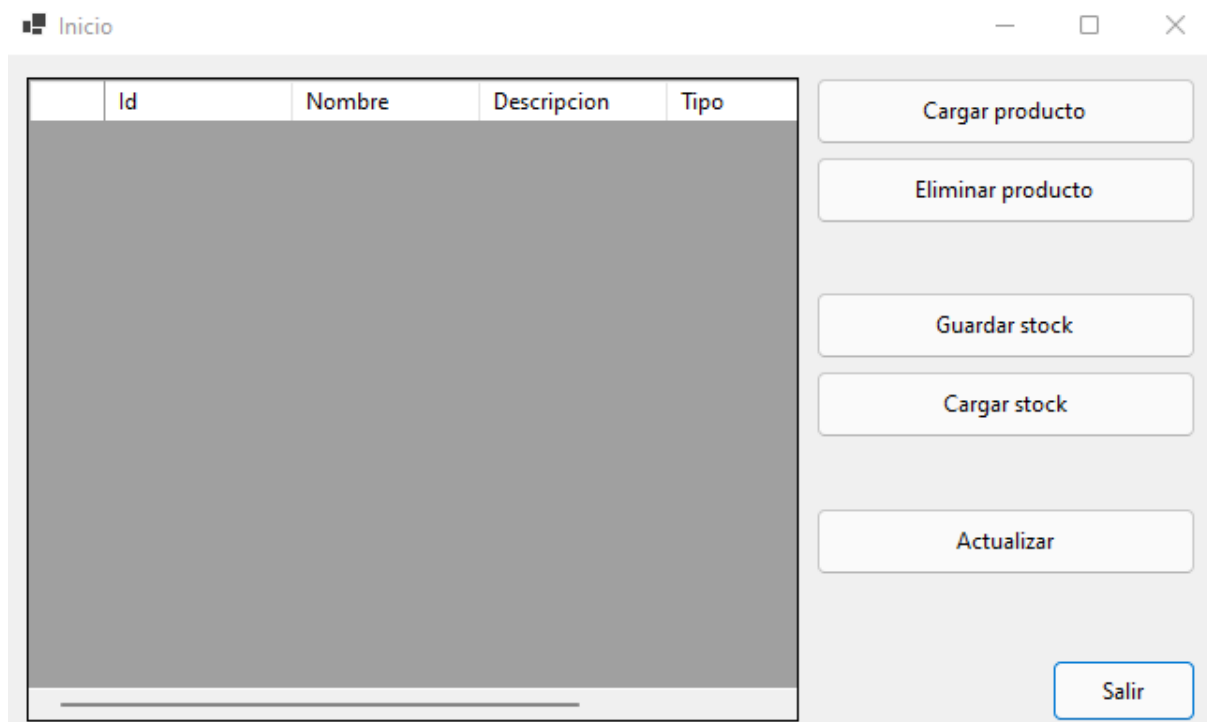 Inicio
Id Nombre Descripcion Tipo
Cargar producto
Eliminar producto
Guardar stock
Cargar stock
Actualizar
Salir